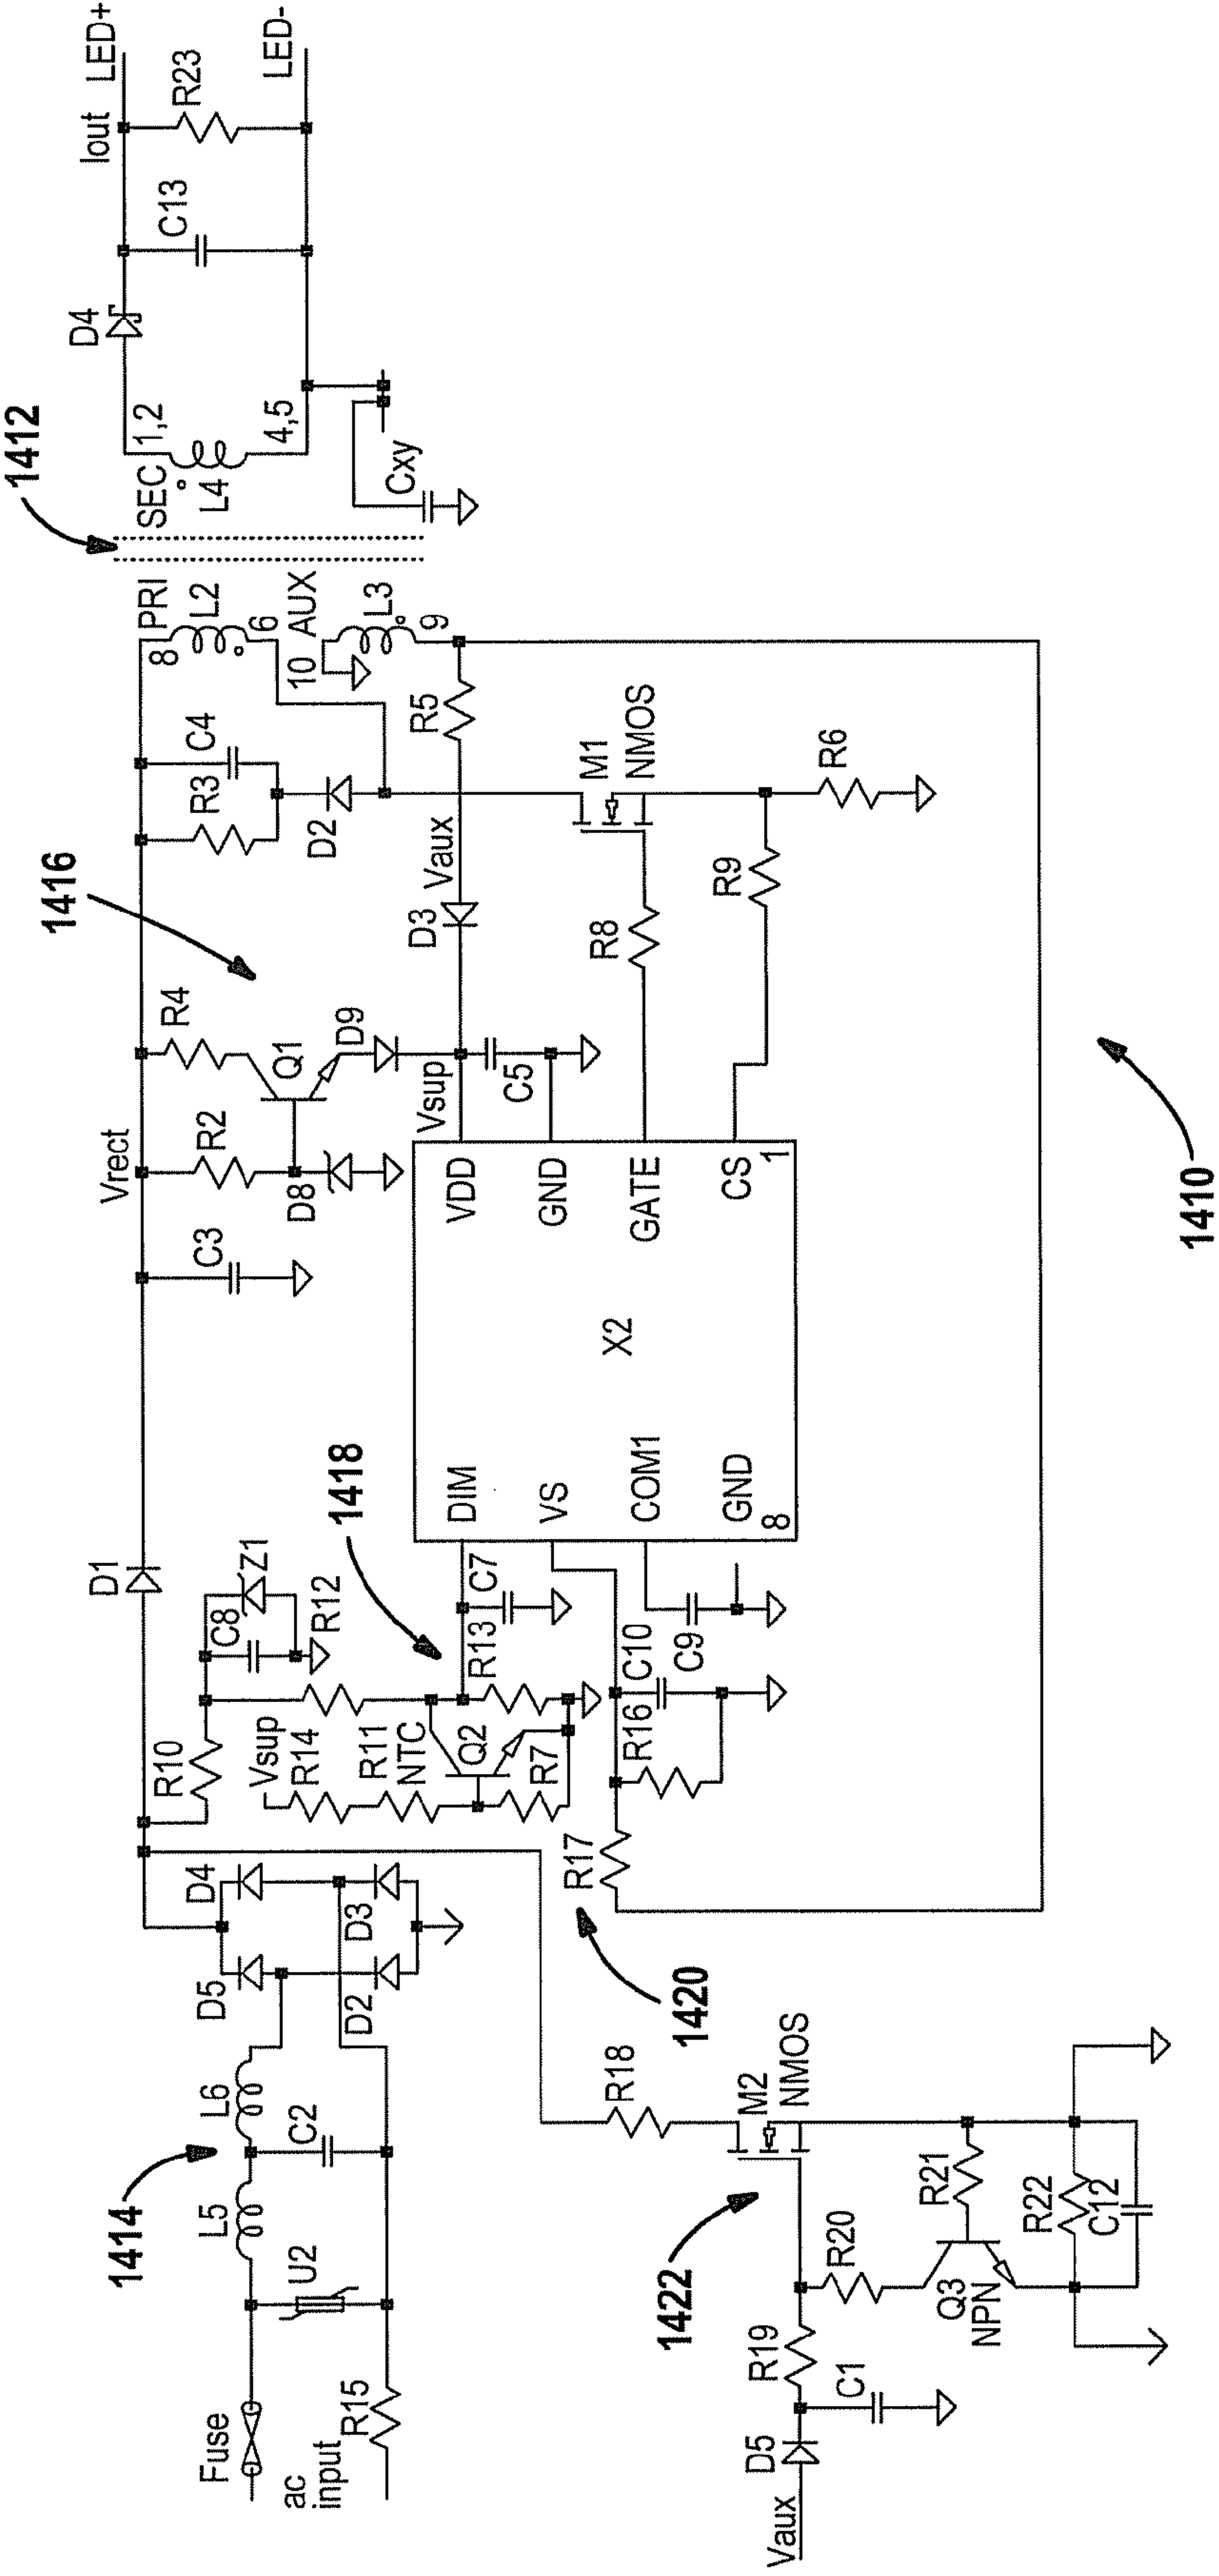 1412
1416
1414
1418
1420
1422
1410
Fuse
ac
input
R15
U2
L5
L6
C2
D5
D4
D2
D3
R10
Vsup
R14
R11
NTC
Q2
R7
C8
Z1
R12
R13
C7
D1
R17
R16
C10
C9
Vrect
C3
R2
D8
R4
Q1
D9
Vsup
C5
DIM
VS
COM1
GND
8
X2
VDD
GND
GATE
CS
1
R3
C4
D2
D3
Vaux
R5
R8
R9
M1
NMOS
R6
PRI
8
L2
6
AUX
10
L3
9
SEC
L4
1,2
4,5
Cxy
D4
C13
Iout
R23
LED+
LED-
R18
M2
NMOS
Vaux
D5
C1
R19
R20
Q3
NPN
R21
R22
C12